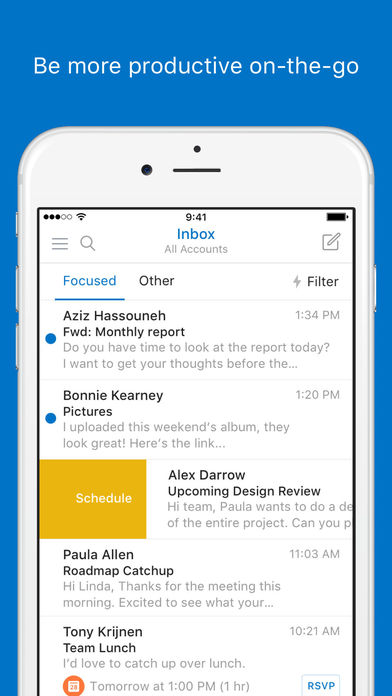 Be more productive on-the-go
9:41
Inbox
All Accounts
Focused Other Filter
Aziz Hassouneh 1:34 PM
Fwd: Monthly report
Do you have time to look at the report today?
I want to get your thoughts before the...
Bonnie Kearney 1:20 PM
Pictures
I uploaded this weekend's album, they
look great! Here's the link...
Schedule
Alex Darrow
Upcoming Design Review
Hi team, Paula wants to do a de
of the entire project. Can you p
Paula Allen 11:03 AM
Roadmap Catchup
Hi Linda, Thanks for the meeting this
morning. Excited to see what your...
Tony Krijnen 10:21 AM
Team Lunch
I'd love to catch up over lunch.
28 Tomorrow at 1:00 PM (1 hr) RSVP